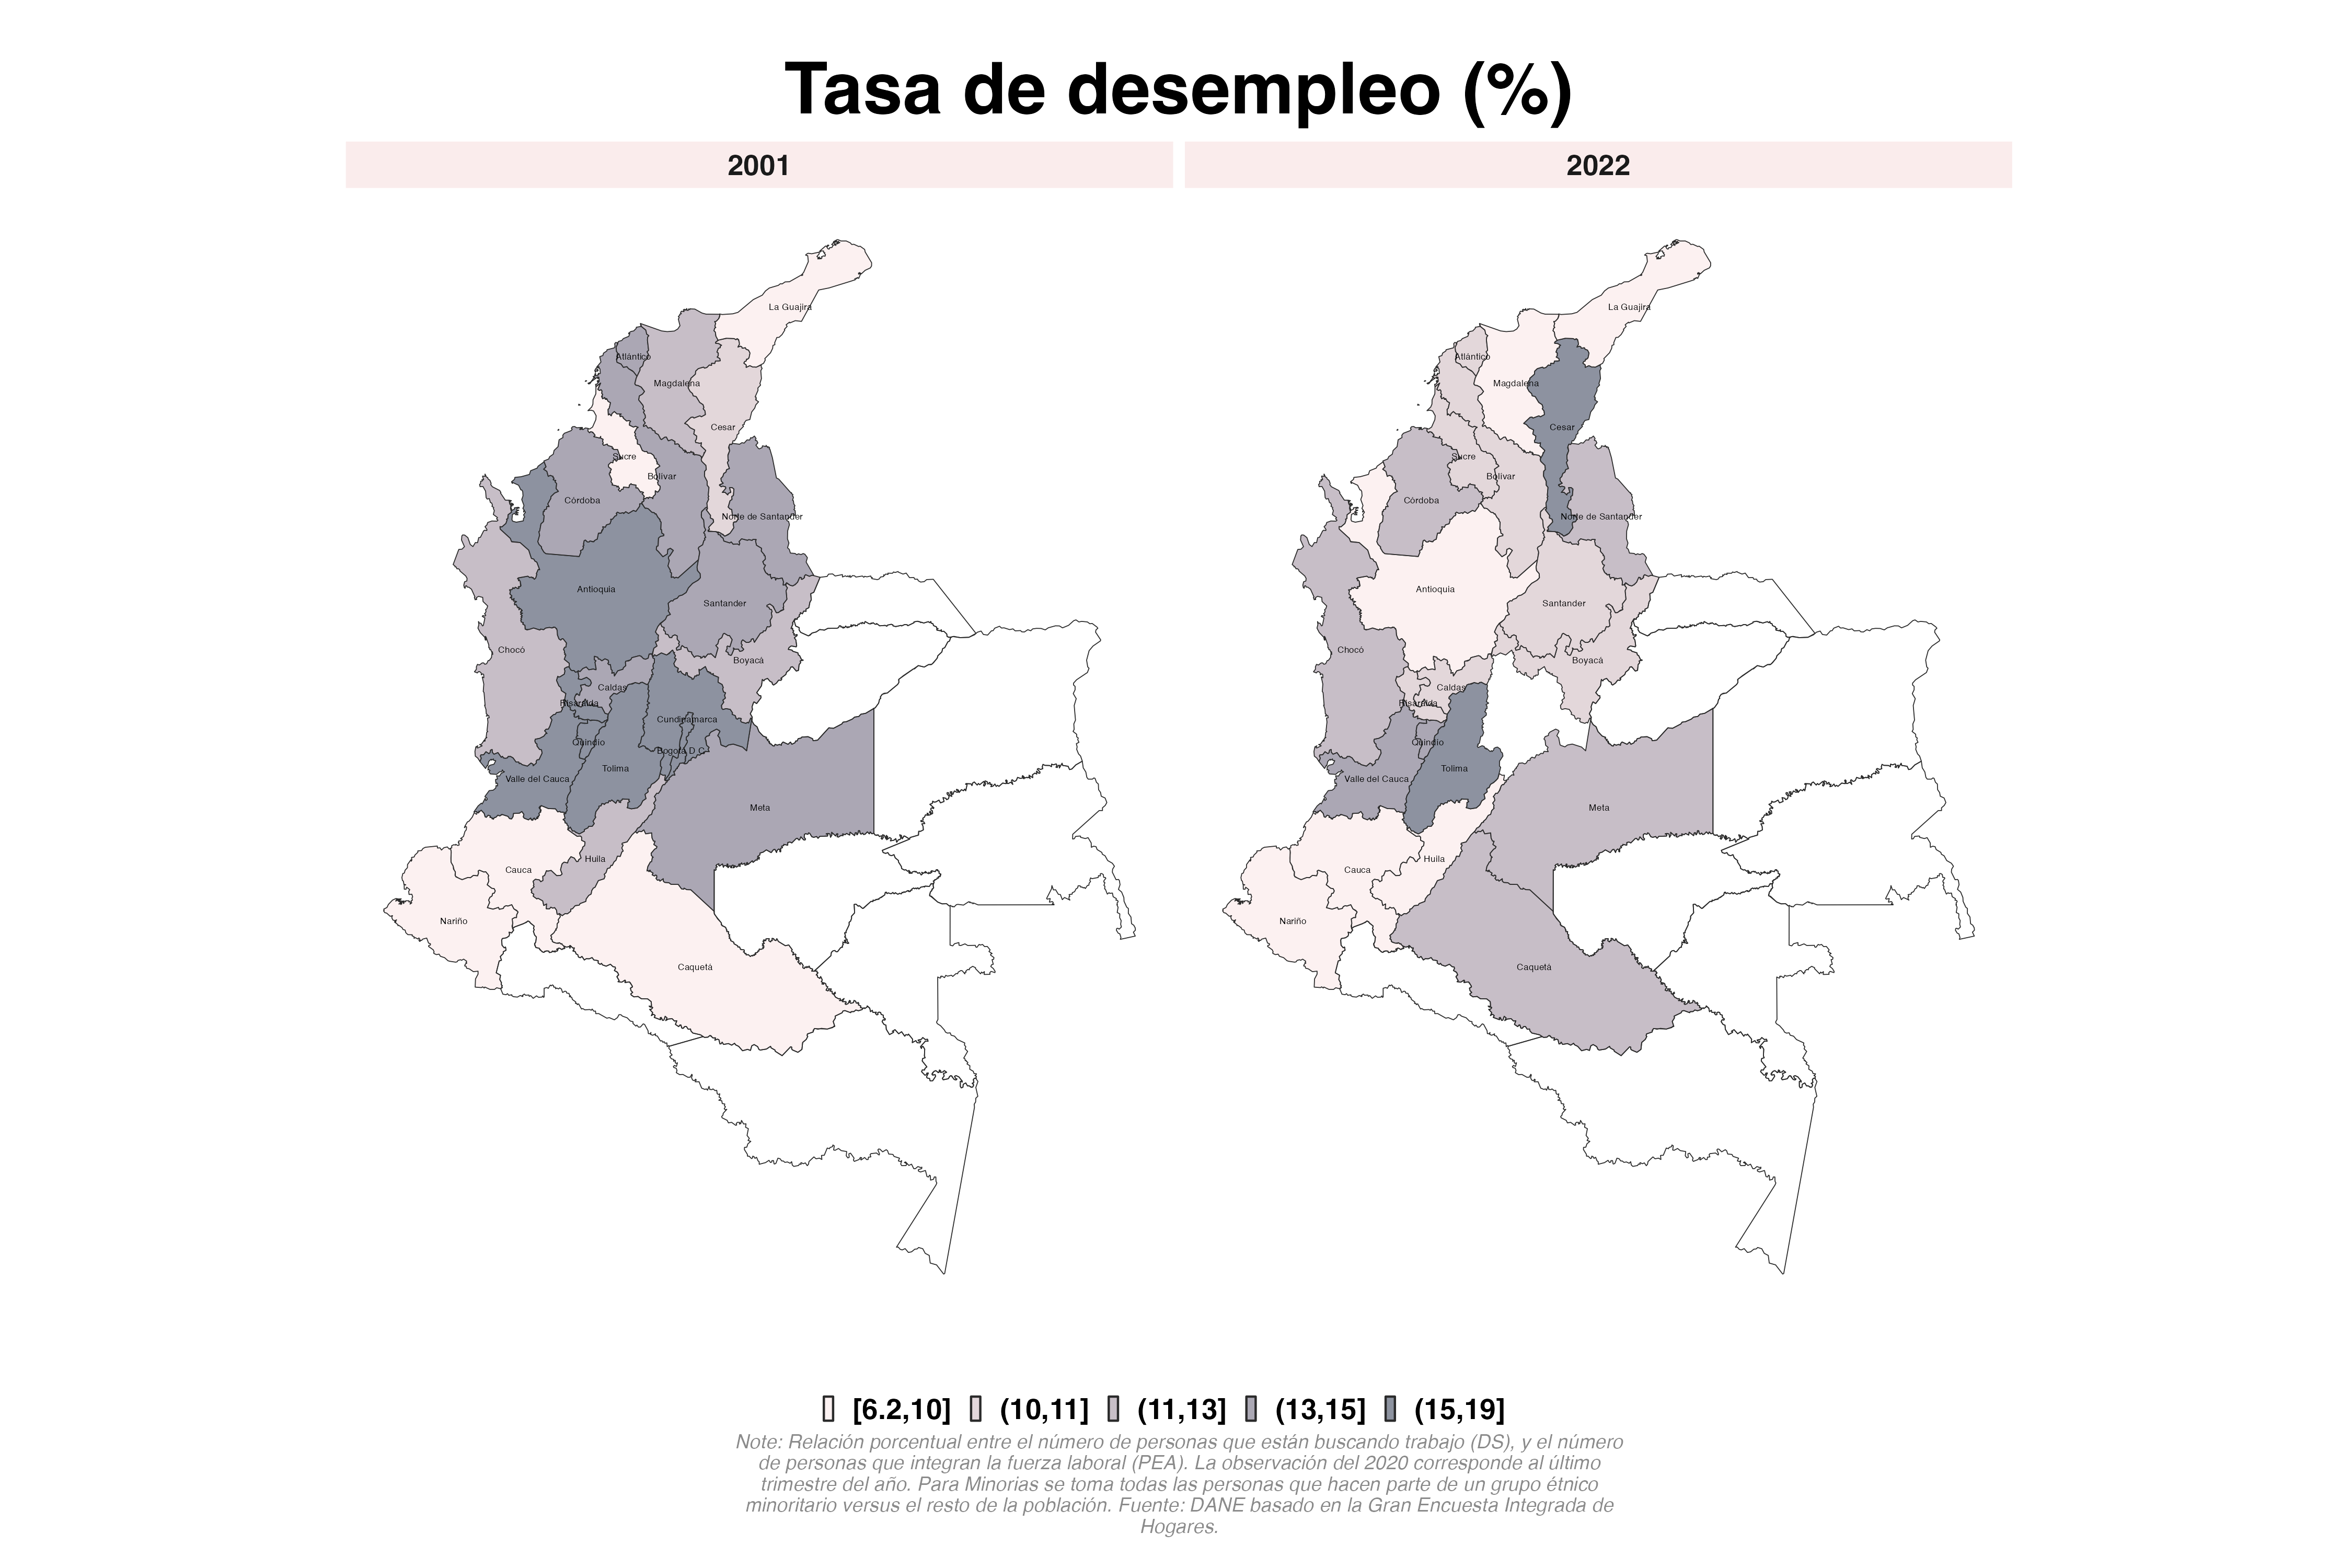 Tasa de desempleo (%)
2001
2022
La Guajira
Atlántico
Magdalena
Cesar
Sucre
Bolívar
Córdoba
Norte de Santander
Antioquia
Santander
Chocó
Boyacá
Caldas
Risaralda
Cundinamarca
Quindío
Bogotá D.C.
Tolima
Valle del Cauca
Meta
Huila
Cauca
Nariño
Caquetá
La Guajira
Atlántico
Magdalena
Cesar
Sucre
Bolívar
Córdoba
Norte de Santander
Antioquia
Santander
Chocó
Boyacá
Caldas
Risaralda
Quindío
Tolima
Valle del Cauca
Meta
Huila
Cauca
Nariño
Caquetá
[6.2,10] (10,11] (11,13] (13,15] (15,19]
Note: Relación porcentual entre el número de personas que están buscando trabajo (DS), y el número
de personas que integran la fuerza laboral (PEA). La observación del 2020 corresponde al último
trimestre del año. Para Minorias se toma todas las personas que hacen parte de un grupo étnico
minoritario versus el resto de la población. Fuente: DANE basado en la Gran Encuesta Integrada de
Hogares.